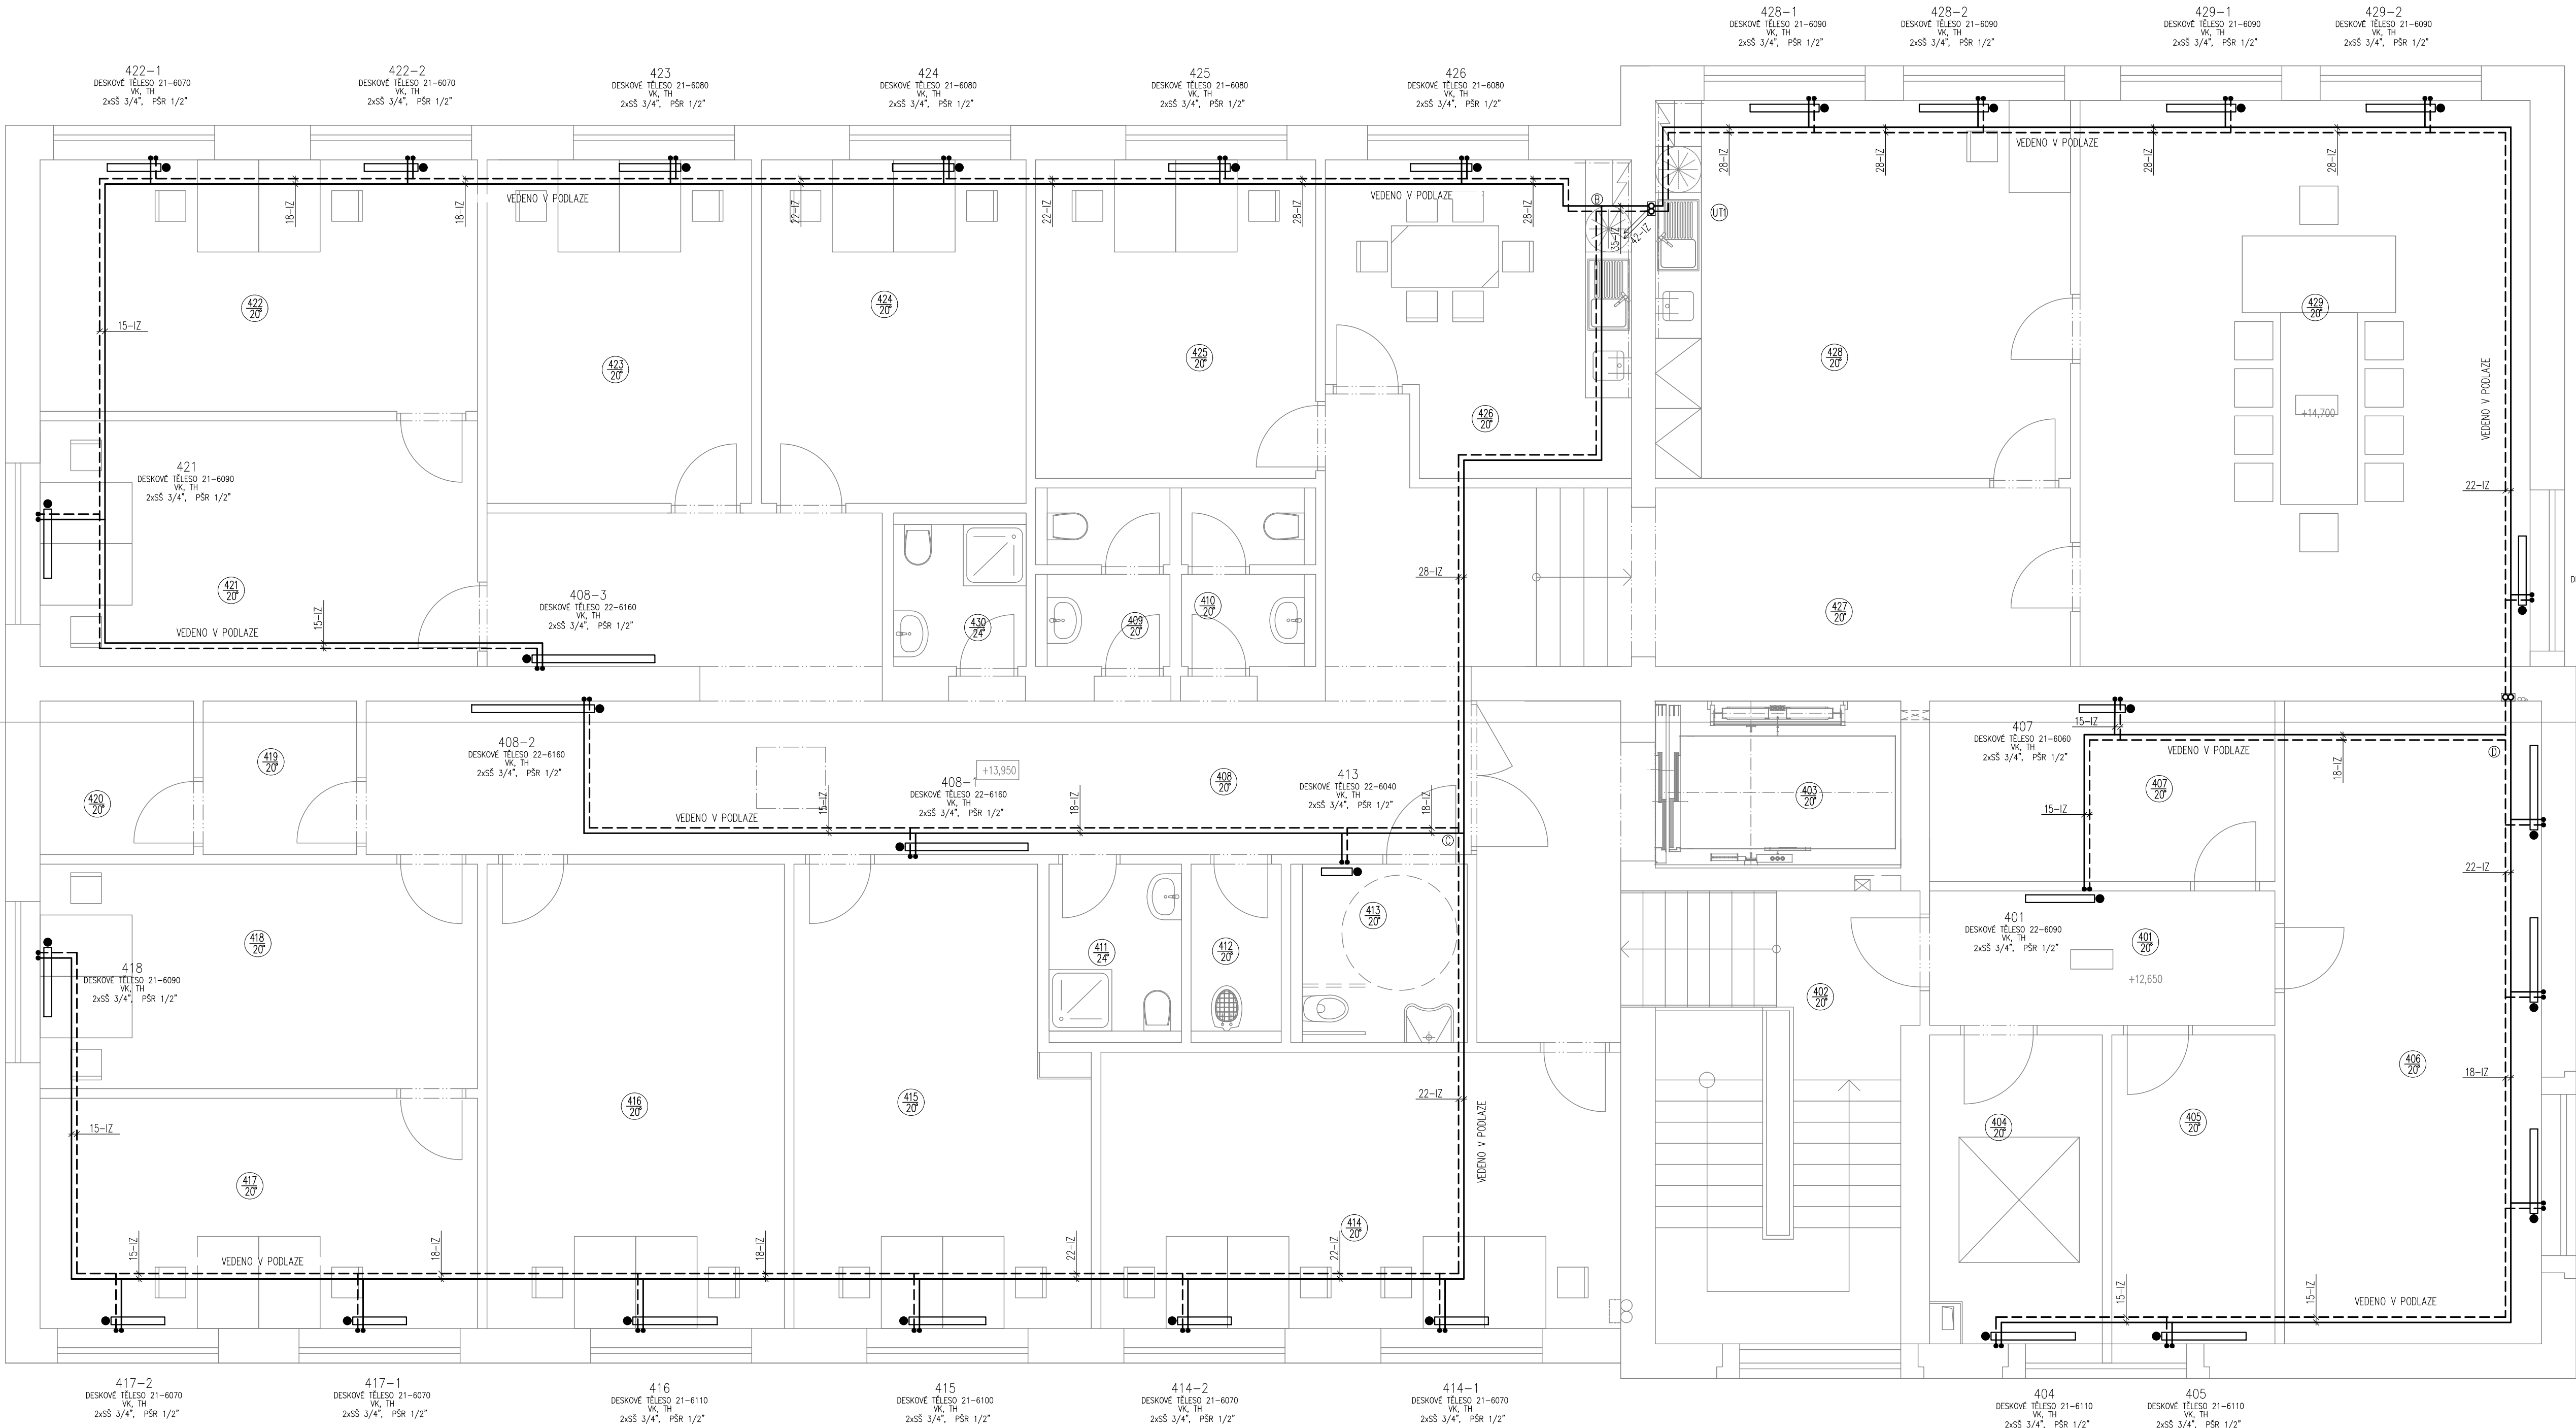 428-1
DESKOVÉ TĚLESO 21-6090
VK, TH
2xSŠ 3/4", PŠR 1/2"
428-2
DESKOVÉ TĚLESO 21-6090
VK, TH
2xSŠ 3/4", PŠR 1/2"
429-1
DESKOVÉ TĚLESO 21-6090
VK, TH
2xSŠ 3/4", PŠR 1/2"
429-2
DESKOVÉ TĚLESO 21-6090
VK, TH
2xSŠ 3/4", PŠR 1/2"
422-1
DESKOVÉ TĚLESO 21-6070
VK, TH
2xSŠ 3/4", PŠR 1/2"
422-2
DESKOVÉ TĚLESO 21-6070
VK, TH
2xSŠ 3/4", PŠR 1/2"
423
DESKOVÉ TĚLESO 21-6080
VK, TH
2xSŠ 3/4", PŠR 1/2"
424
DESKOVÉ TĚLESO 21-6080
VK, TH
2xSŠ 3/4", PŠR 1/2"
425
DESKOVÉ TĚLESO 21-6080
VK, TH
2xSŠ 3/4", PŠR 1/2"
426
DESKOVÉ TĚLESO 21-6080
VK, TH
2xSŠ 3/4", PŠR 1/2"
VEDENO V PODLAZE
28-IZ
28-IZ
28-IZ
28-IZ
VEDENO V PODLAZE
VEDENO V PODLAZE
18-IZ
18-IZ
22-IZ
22-IZ
28-IZ
28-IZ
B
35-IZ
42-IZ
UT1
422
20°
424
20°
429
20°
15-IZ
423
20°
425
20°
428
20°
VEDENO V PODLAZE
+14,700
426
20°
421
DESKOVÉ TĚLESO 21-6090
VK, TH
2xSŠ 3/4", PŠR 1/2"
22-IZ
28-IZ
421
20°
408-3
DESKOVÉ TĚLESO 22-6160
VK, TH
2xSŠ 3/4", PŠR 1/2"
430
24°
409
20°
410
20°
427
20°
D
VEDENO V PODLAZE
15-IZ
408-2
DESKOVÉ TĚLESO 22-6160
VK, TH
2xSŠ 3/4", PŠR 1/2"
407
DESKOVÉ TĚLESO 21-6060
VK, TH
2xSŠ 3/4", PŠR 1/2"
15-IZ
VEDENO V PODLAZE
18-IZ
D
419
20°
420
20°
+13,950
408-1
DESKOVÉ TĚLESO 22-6160
VK, TH
2xSŠ 3/4", PŠR 1/2"
408
20°
413
DESKOVÉ TĚLESO 22-6040
VK, TH
2xSŠ 3/4", PŠR 1/2"
403
20°
407
20°
VEDENO V PODLAZE
15-IZ
18-IZ
18-IZ
C
15-IZ
22-IZ
418
20°
413
20°
411
24°
412
20°
401
DESKOVÉ TĚLESO 22-6090
VK, TH
2xSŠ 3/4", PŠR 1/2"
401
20°
+12,650
418
DESKOVÉ TĚLESO 21-6090
VK, TH
2xSŠ 3/4", PŠR 1/2"
402
20°
406
20°
18-IZ
15-IZ
416
20°
415
20°
22-IZ
VEDENO V PODLAZE
404
20°
405
20°
417
20°
414
20°
VEDENO V PODLAZE
15-IZ
18-IZ
18-IZ
22-IZ
22-IZ
15-IZ
15-IZ
VEDENO V PODLAZE
417-2
DESKOVÉ TĚLESO 21-6070
VK, TH
2xSŠ 3/4", PŠR 1/2"
417-1
DESKOVÉ TĚLESO 21-6070
VK, TH
2xSŠ 3/4", PŠR 1/2"
416
DESKOVÉ TĚLESO 21-6110
VK, TH
2xSŠ 3/4", PŠR 1/2"
415
DESKOVÉ TĚLESO 21-6100
VK, TH
2xSŠ 3/4", PŠR 1/2"
414-2
DESKOVÉ TĚLESO 21-6070
VK, TH
2xSŠ 3/4", PŠR 1/2"
414-1
DESKOVÉ TĚLESO 21-6070
VK, TH
2xSŠ 3/4", PŠR 1/2"
404
DESKOVÉ TĚLESO 21-6110
VK, TH
2xSŠ 3/4", PŠR 1/2"
405
DESKOVÉ TĚLESO 21-6110
VK, TH
2xSŠ 3/4", PŠR 1/2"